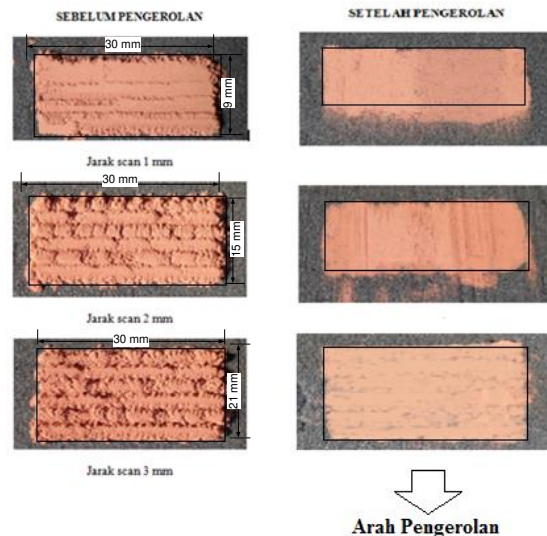 SEBELUM PENGEROLAN
SETELAH PENGEROLAN
30 mm
9 mm
Jarak scan 1 mm
30 mm
15 mm
Jarak scan 2 mm
30 mm
21 mm
Jarak scan 3 mm
Arah Pengerolan